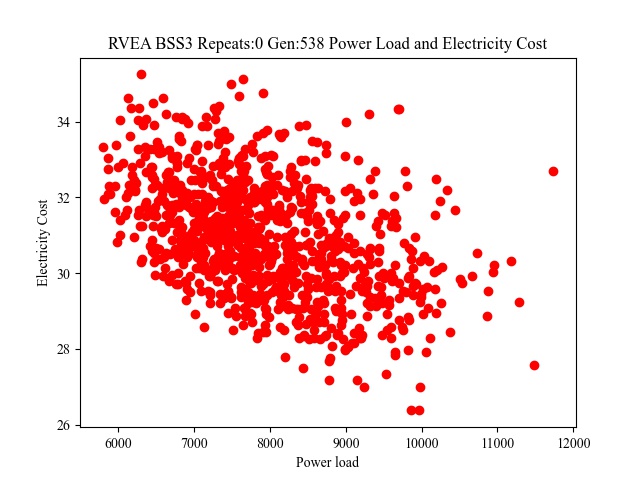 RVEA BSS3 Repeats:0 Gen:538 Power Load and Electricity Cost
34
32
30
28
26
Electricity Cost
6000 7000 8000 9000 10000 11000 12000
Power load